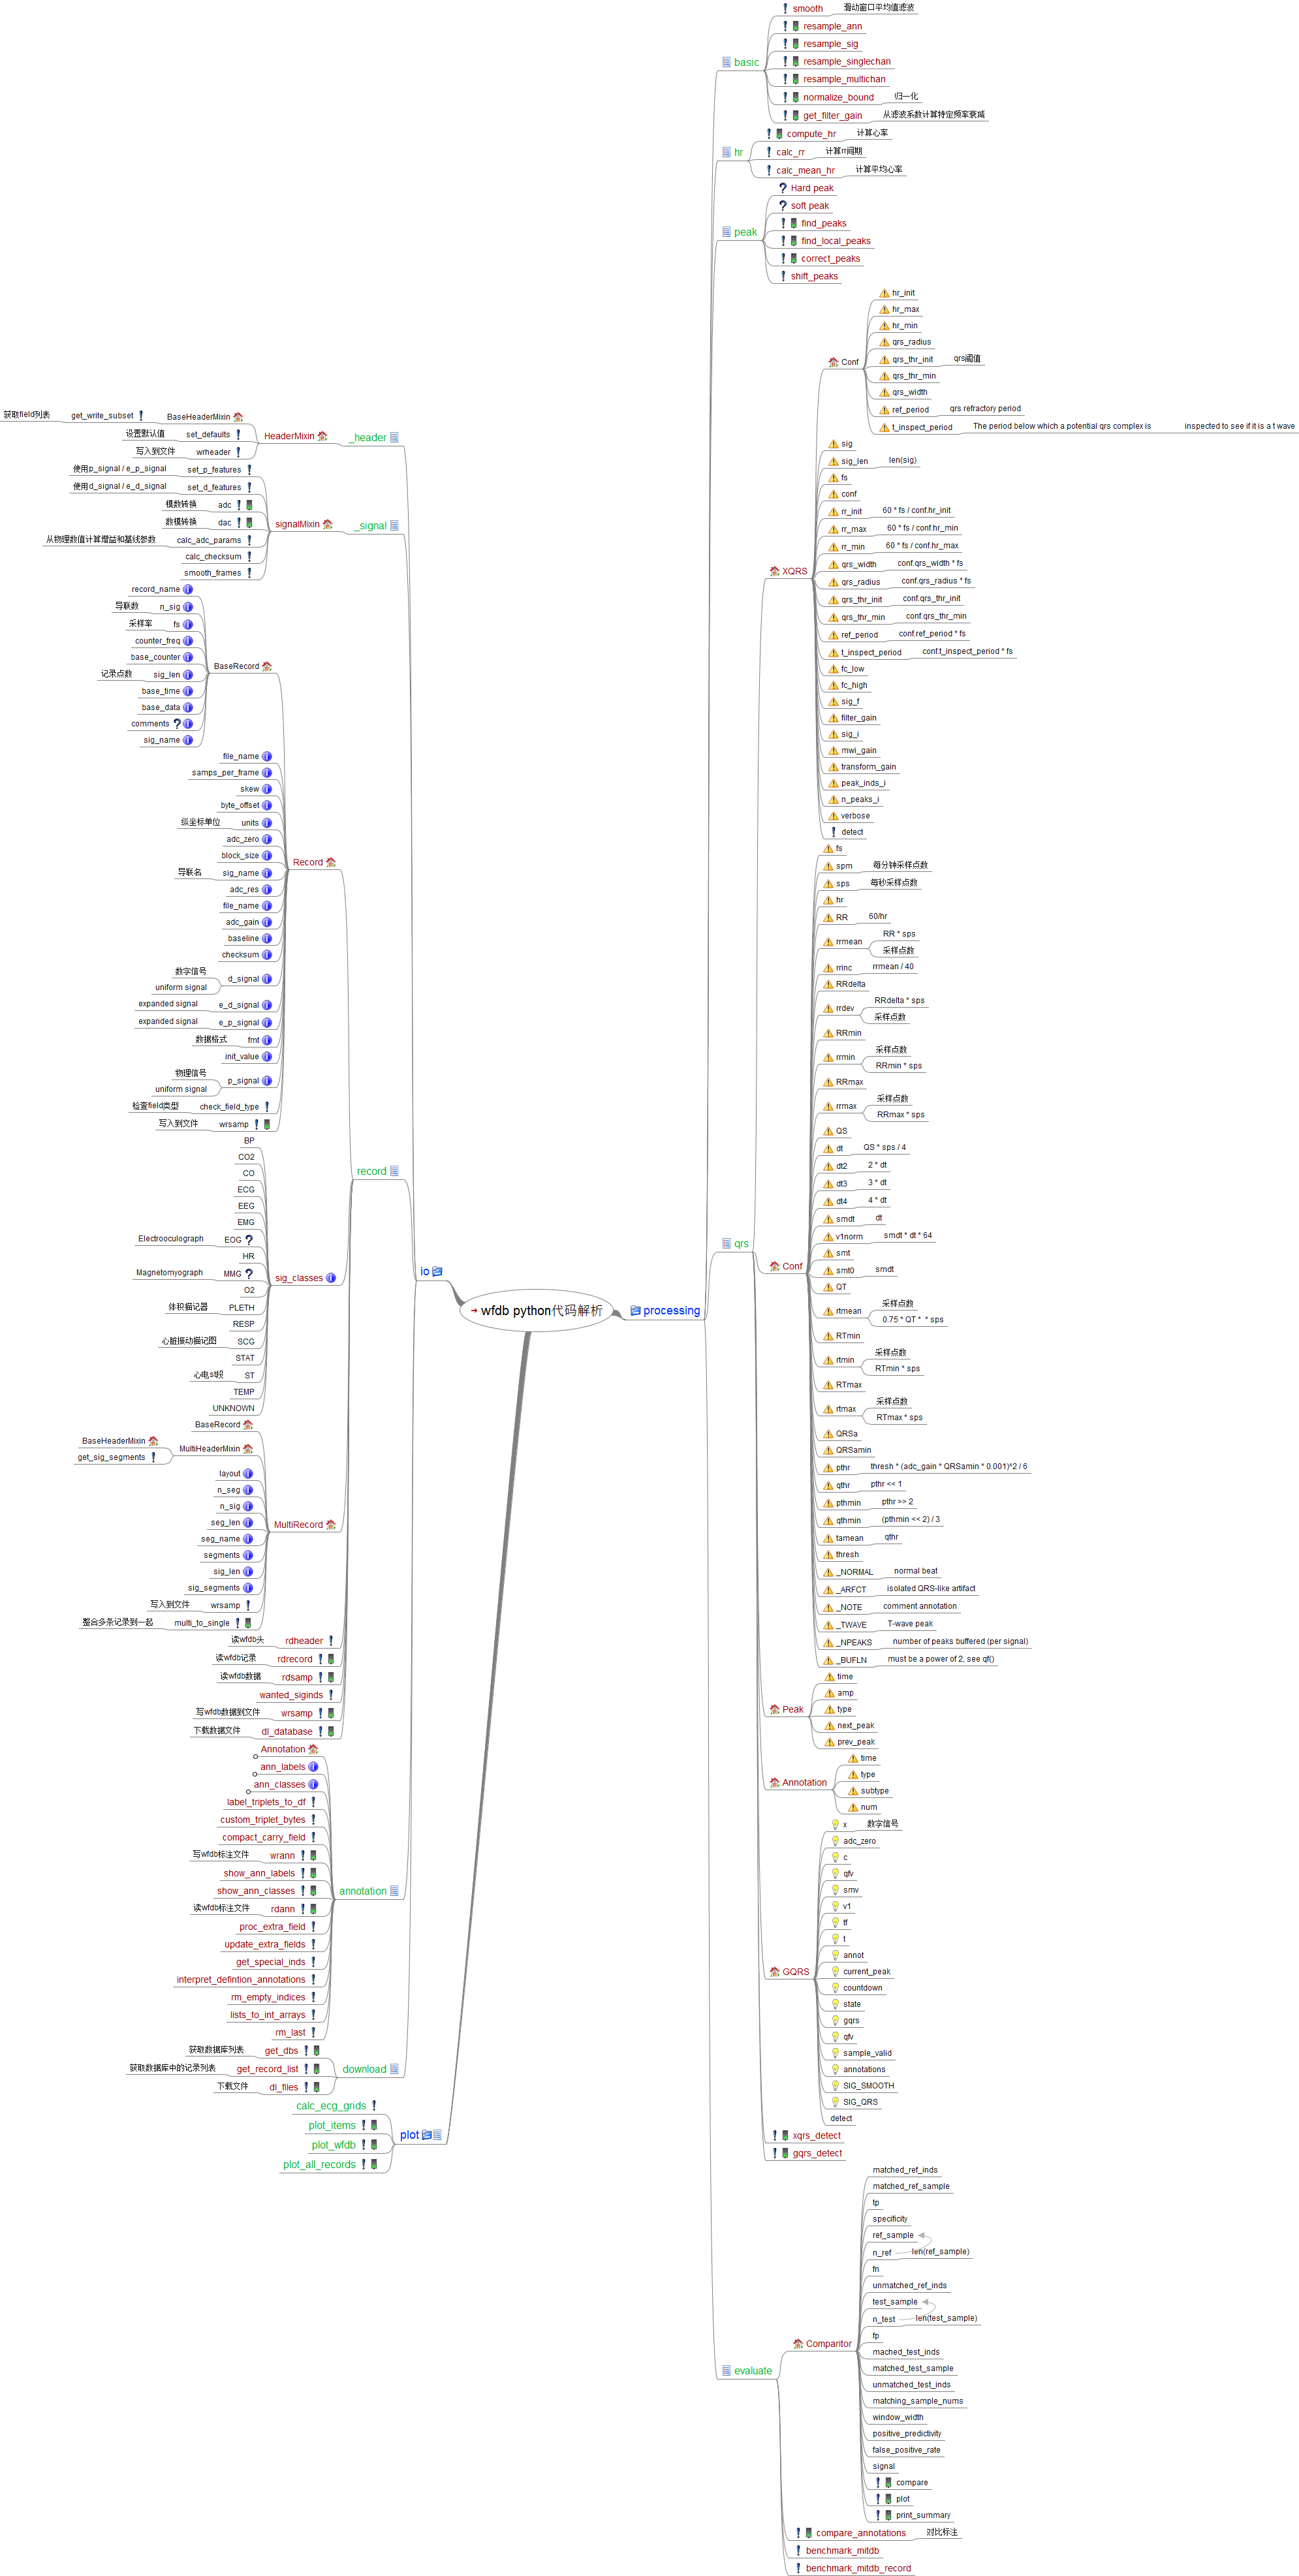 wfdb python代码解析
processing
basic
smooth
滑动窗口平均值滤波
resample_ann
resample_sig
resample_singlechan
resample_multichan
normalize_bound
归一化
get_filter_gain
从滤波系数计算特定频率衰减
hr
compute_hr
计算心率
calc_rr
计算rr间期
calc_mean_hr
计算平均心率
peak
Hard peak
soft peak
find_peaks
find_local_peaks
correct_peaks
shift_peaks
qrs
XQRS
Conf
hr_init
hr_max
hr_min
qrs_radius
qrs_thr_init
qrs阈值
qrs_thr_min
qrs_width
ref_period
qrs refractory period
t_inspect_period
The period below which a potential qrs complex is
inspected to see if it is a t wave
sig
sig_len
len(sig)
fs
conf
rr_init
60 * fs / conf.hr_init
rr_max
60 * fs / conf.hr_min
rr_min
60 * fs / conf.hr_max
qrs_width
conf.qrs_width * fs
qrs_radius
conf.qrs_radius * fs
qrs_thr_init
conf.qrs_thr_init
qrs_thr_min
conf.qrs_thr_min
ref_period
conf.ref_period * fs
t_inspect_period
conf.t_inspect_period * fs
fc_low
fc_high
sig_f
filter_gain
sig_i
mwi_gain
transform_gain
peak_inds_i
n_peaks_i
verbose
detect
Conf
fs
spm
每分钟采样点数
sps
每秒采样点数
hr
RR
60/hr
rrmean
RR * sps
采样点数
rrinc
rrmean / 40
RRdelta
rrdev
RRdelta * sps
采样点数
RRmin
rrmin
采样点数
RRmin * sps
RRmax
rrmax
采样点数
RRmax * sps
QS
dt
QS * sps / 4
dt2
2 * dt
dt3
3 * dt
dt4
4 * dt
smdt
dt
v1norm
smdt * dt * 64
smt
smt0
smdt
QT
rtmean
采样点数
0.75 * QT * * sps
RTmin
rtmin
采样点数
RTmin * sps
RTmax
rtmax
采样点数
RTmax * sps
QRSa
QRSamin
pthr
thresh * (adc_gain * QRSamin * 0.001)^2 / 6
qthr
pthr << 1
pthmin
pthr >> 2
qthmin
(pthmin << 2) / 3
tamean
qthr
thresh
_NORMAL
normal beat
_ARFCT
isolated QRS-like artifact
_NOTE
comment annotation
_TWAVE
T-wave peak
_NPEAKS
number of peaks buffered (per signal)
_BUFLN
must be a power of 2, see qf()
Peak
time
amp
type
next_peak
prev_peak
Annotation
time
type
subtype
num
GQRS
x
数字信号
adc_zero
c
qfv
smv
v1
tf
t
annot
current_peak
countdown
state
gqrs
qfv
sample_valid
annotations
SIG_SMOOTH
SIG_QRS
detect
xqrs_detect
gqrs_detect
evaluate
Comparitor
matched_ref_inds
matched_ref_sample
tp
specificity
ref_sample
n_ref
len(ref_sample)
fn
unmatched_ref_inds
test_sample
n_test
len(test_sample)
fp
mached_test_inds
matched_test_sample
unmatched_test_inds
matching_sample_nums
window_width
positive_predictivity
false_positive_rate
signal
compare
plot
print_summary
compare_annotations
对比标注
benchmark_mitdb
benchmark_mitdb_record
io
_header
HeaderMixin
BaseHeaderMixin
get_write_subset
获取field列表
set_defaults
设置默认值
wrheader
写入到文件
_signal
signalMixin
set_p_features
使用p_signal / e_p_signal
set_d_features
使用d_signal / e_d_signal
adc
模数转换
dac
数模转换
calc_adc_params
从物理数值计算增益和基线参数
calc_checksum
smooth_frames
record
Record
BaseRecord
record_name
n_sig
导联数
fs
采样率
counter_freq
base_counter
sig_len
记录点数
base_time
base_data
comments
sig_name
file_name
samps_per_frame
skew
byte_offset
units
纵坐标单位
adc_zero
block_size
sig_name
导联名
adc_res
file_name
adc_gain
baseline
checksum
d_signal
数字信号
uniform signal
e_d_signal
expanded signal
e_p_signal
expanded signal
fmt
数据格式
init_value
p_signal
物理信号
uniform signal
check_field_type
检查field类型
wrsamp
写入到文件
sig_classes
BP
CO2
CO
ECG
EEG
EMG
EOG
Electrooculograph
HR
MMG
Magnetomyograph
O2
PLETH
体积描记器
RESP
SCG
心脏振动描记图
STAT
ST
心电st段
TEMP
UNKNOWN
MultiRecord
BaseRecord
MultiHeaderMixin
BaseHeaderMixin
get_sig_segments
layout
n_seg
n_sig
seg_len
seg_name
segments
sig_len
sig_segments
wrsamp
写入到文件
multi_to_single
整合多条记录到一起
rdheader
读wfdb头
rdrecord
读wfdb记录
rdsamp
读wfdb数据
wanted_siginds
wrsamp
写wfdb数据到文件
dl_database
下载数据文件
annotation
Annotation
ann_labels
ann_classes
label_triplets_to_df
custom_triplet_bytes
compact_carry_field
wrann
写wfdb标注文件
show_ann_labels
show_ann_classes
rdann
读wfdb标注文件
proc_extra_field
update_extra_fields
get_special_inds
interpret_defintion_annotations
rm_empty_indices
lists_to_int_arrays
rm_last
download
get_dbs
获取数据库列表
get_record_list
获取数据库中的记录列表
dl_files
下载文件
plot
calc_ecg_grids
plot_items
plot_wfdb
plot_all_records